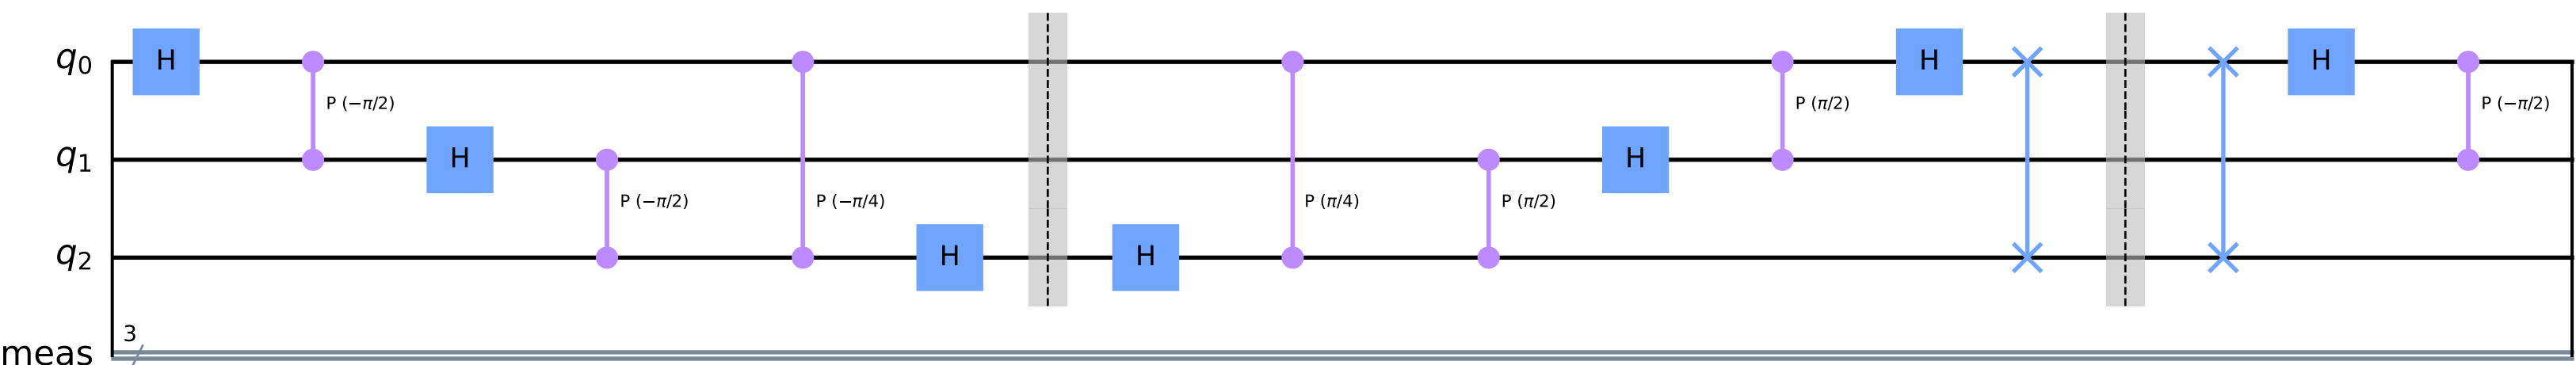 q0 H H H
P (−π/2) P (π/2) P (−π/2)
q1 H H
P (−π/2) P (−π/4) P (π/4) P (π/2)
q2 H H
3
meas